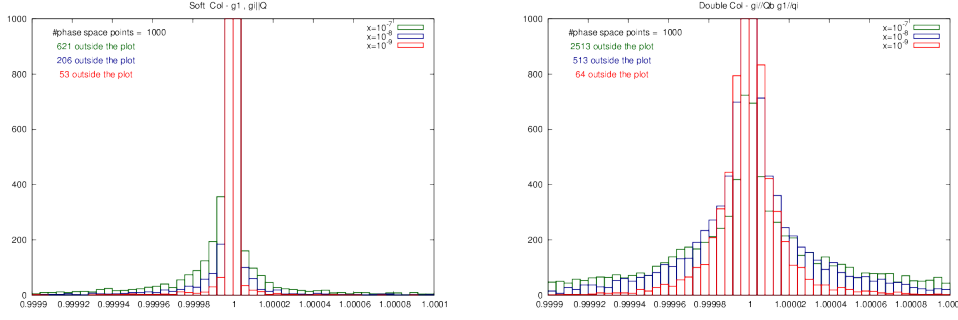 Soft Col - g1 , gi||Q
#phase space points = 1000
621 outside the plot
206 outside the plot
53 outside the plot
x=10^-7
x=10^-8
x=10^-9
1000
800
600
400
200
0
0.9999 0.99992 0.99994 0.99996 0.99998 1 1.00002 1.00004 1.00006 1.00008 1.0001
Double Col - gi//Qb g1//qi
#phase space points = 1000
2513 outside the plot
513 outside the plot
64 outside the plot
x=10^-7
x=10^-8
x=10^-9
1000
800
600
400
200
0
0.9999 0.99992 0.99994 0.99996 0.99998 1 1.00002 1.00004 1.00006 1.00008 1.000